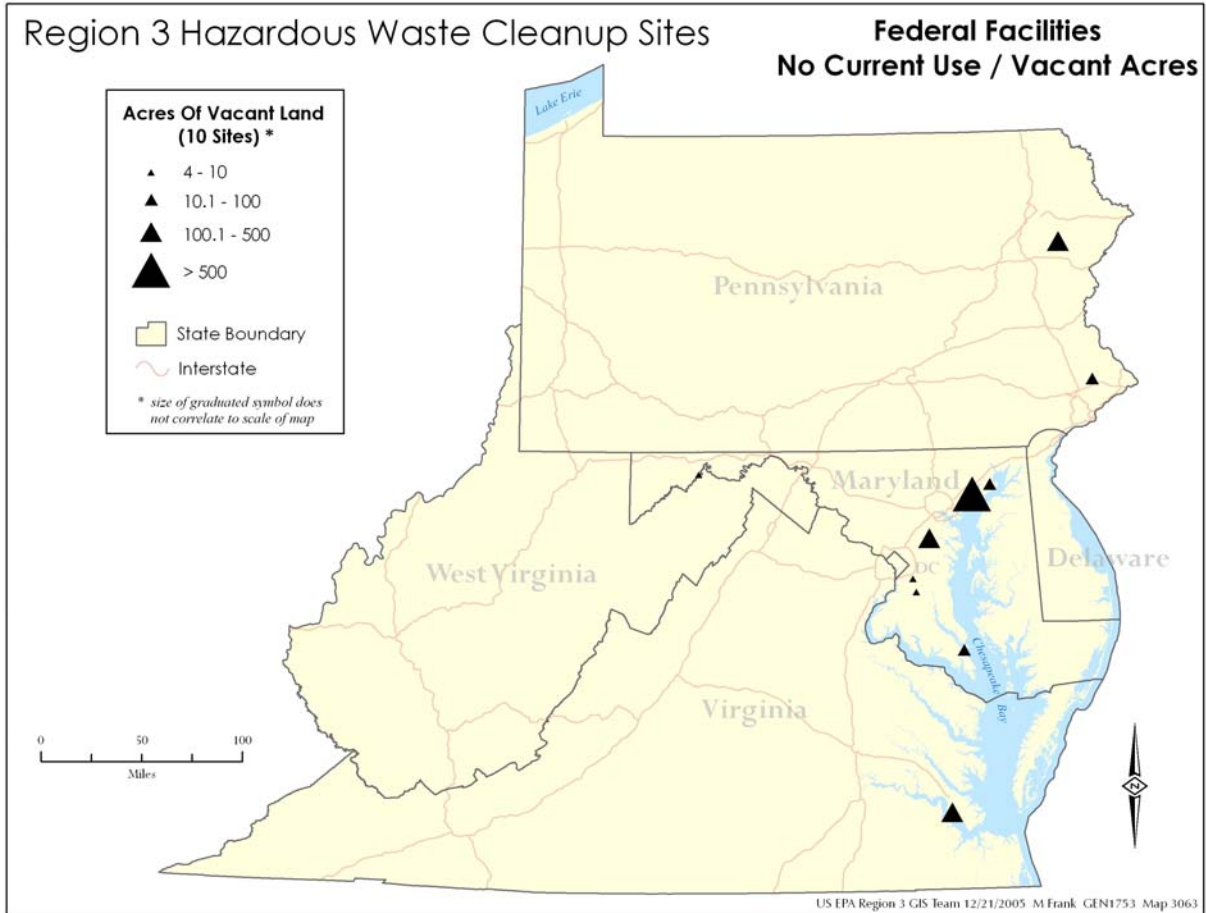 Region 3 Hazardous Waste Cleanup Sites
Federal Facilities
No Current Use / Vacant Acres
Acres Of Vacant Land
(10 Sites) *
4 - 10
10.1 - 100
100.1 - 500
> 500
State Boundary
Interstate
* size of graduated symbol does
not correlate to scale of map
Lake Erie
Pennsylvania
Maryland
West Virginia
DC
Delaware
Chesapeake Bay
Virginia
0 50 100
Miles
N
US EPA Region 3 GIS Team 12/21/2005 M Frank GEN1753 Map 3063